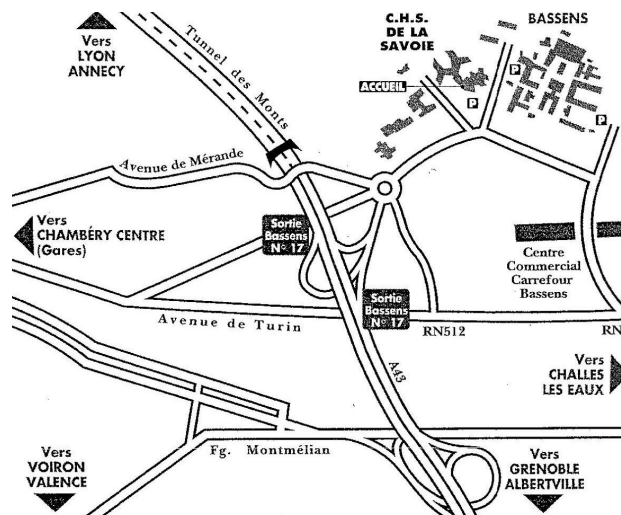 Vers
LYON
ANNECY
Tunnel des Monts
C.H.S.
DE LA
SAVOIE
BASSENS
ACCUEIL
P
P
P
Avenue de Mérande
Vers
CHAMBÉRY CENTRE
(Gares)
Sortie
Bassens
N° 17
Centre
Commercial
Carrefour
Bassens
Sortie
Bassens
N° 17
Avenue de Turin
RN512
RN
A43
Vers
CHALLES
LES EAUX
Vers
VOIRON
VALENCE
Fg. Montmélian
Vers
GRENOBLE
ALBERTVILLE